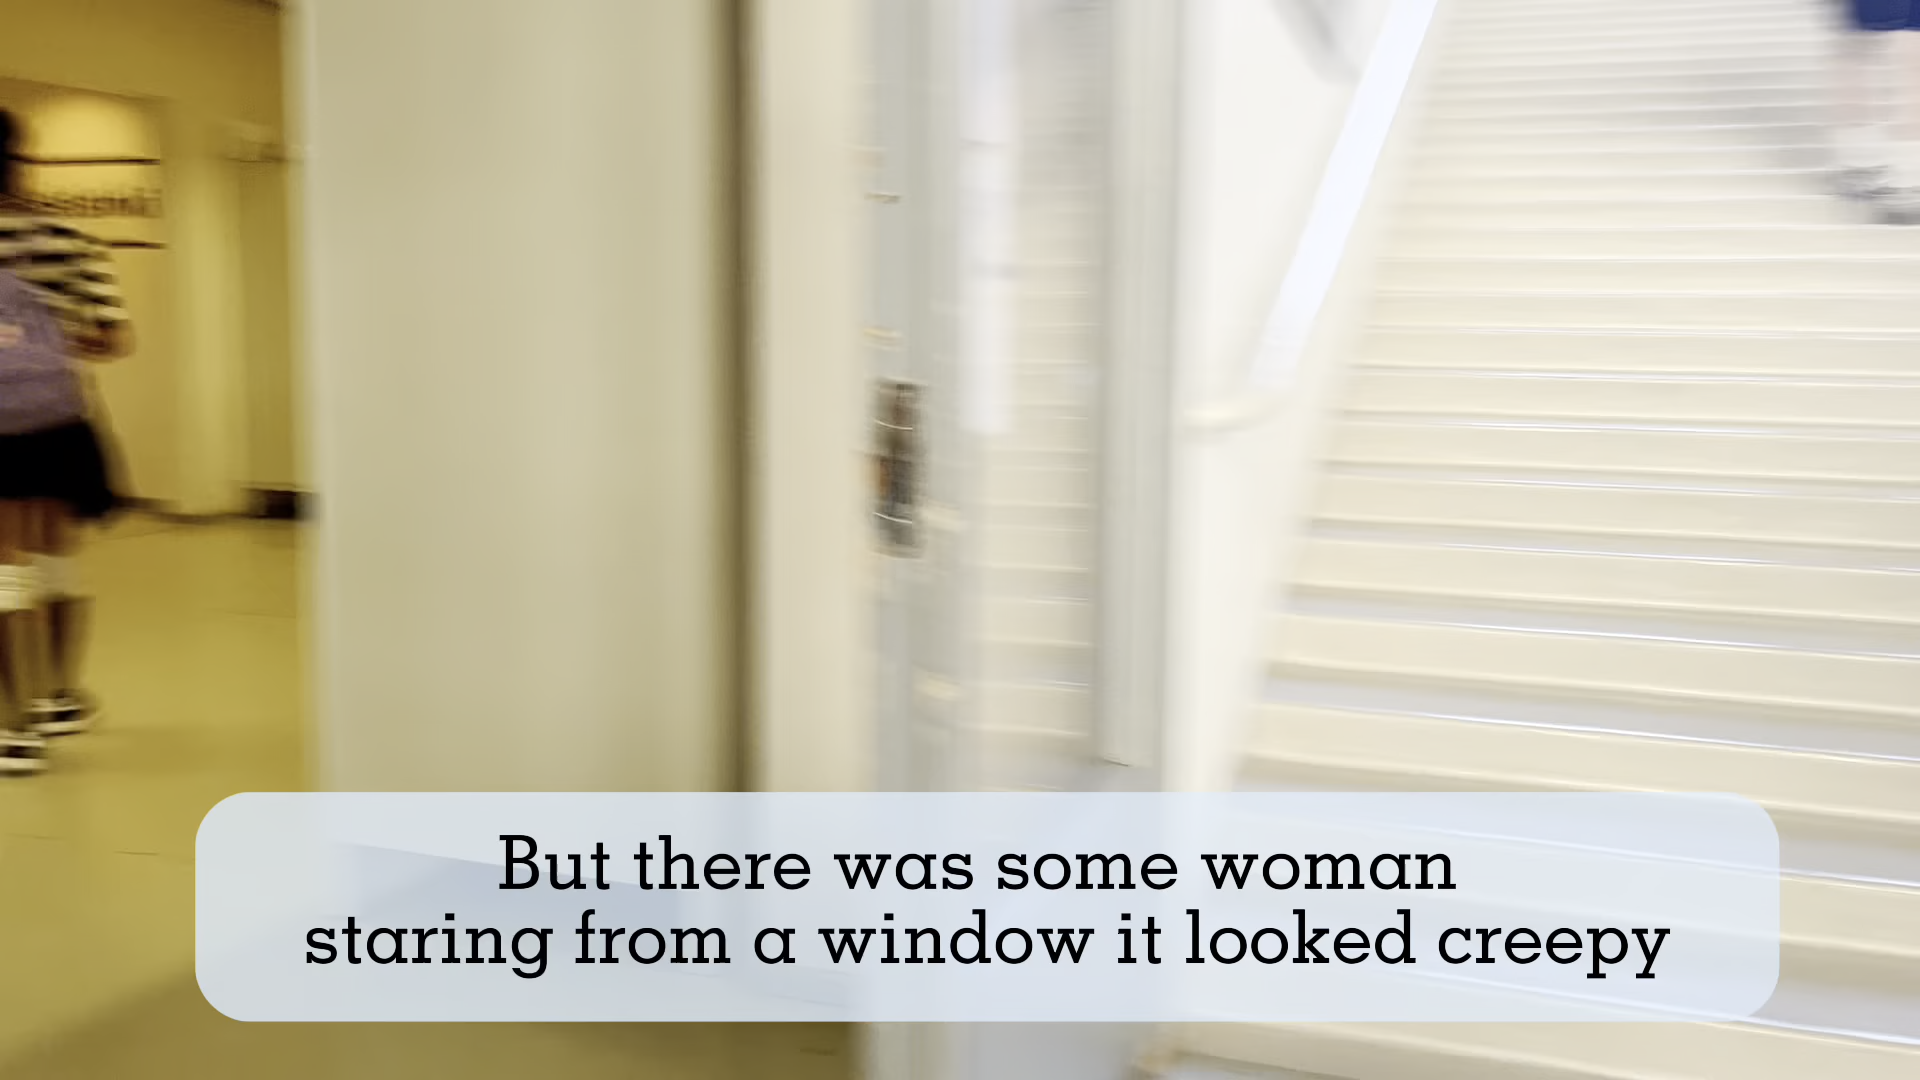 But there was some woman
staring from a window it looked creepy